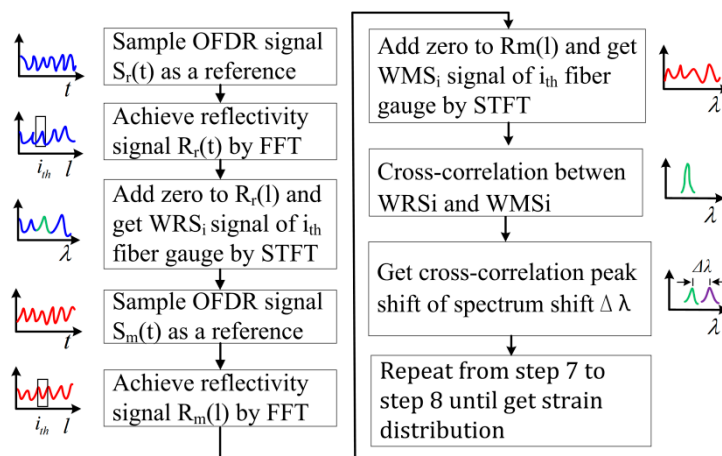 Sample OFDR signal
Sᵣ(t) as a reference
t
Achieve reflectivity
signal Rᵣ(t) by FFT
iₜₕ l
Add zero to Rᵣ(l) and
get WRSᵢ signal of iₜₕ
fiber gauge by STFT
λ
Sample OFDR signal
Sₘ(t) as a reference
t
Achieve reflectivity
signal Rₘ(l) by FFT
iₜₕ l
Add zero to Rm(l) and get
WMSᵢ signal of iₜₕ fiber
gauge by STFT
λ
Cross-correlation betwen
WRSi and WMSi
λ
Get cross-correlation peak
shift of spectrum shift Δ λ
Δλ
λ
Repeat from step 7 to
step 8 until get strain
distribution